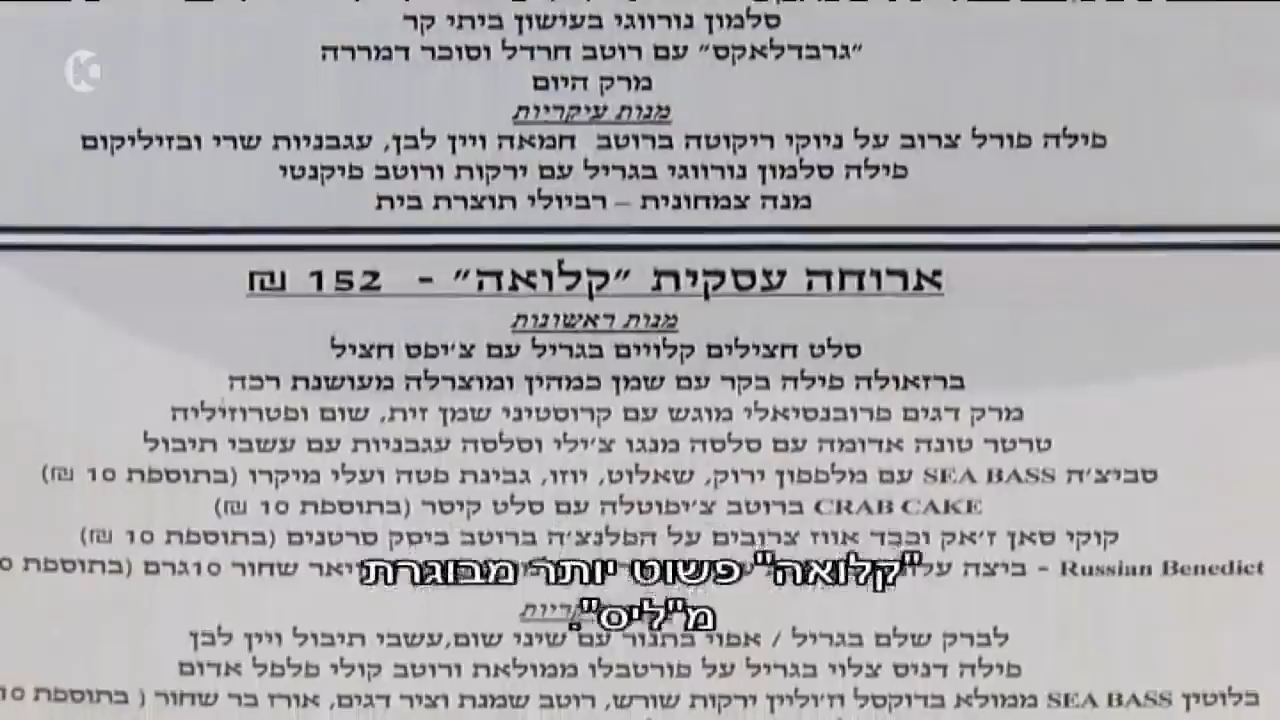 סלמון נורווגי בעישון ביתי קר
"גרבדלאקס" עם רוטב חרדל וסוכר דמררה
מרק היום
מנות עיקריות
פילה פורל צרוב על ניוקי ריקוטה ברוטב חמאה ויין לבן, עגבניות שרי ובזיליקום
פילה סלמון נורווגי בגריל עם ירקות ורוטב פיקנטי
מנה צמחונית – רביולי תוצרת בית
ארוחה עסקית "קלואה" - 152 ₪
מנות ראשונות
סלט חצילים קלויים בגריל עם צ'יפס חציל
ברזאולה פילה בקר עם שמן כמהין ומוצרלה מעושנת רכה
מרק דגים פרובנסיאלי מוגש עם קרוסטיני שמן זית, שום ופטרוזיליה
טרטר טונה אדומה עם סלסה מנגו צ'ילי וסלסה עגבניות עם עשבי תיבול
סביצ'ה SEA BASS עם מלפפון ירוק, שאלוט, יוזו, גבינת פטה ועלי מיקרו (בתוספת 10 ₪)
CRAB CAKE ברוטב צ'יפוטלה עם סלט קיסר (בתוספת 10 ₪)
קוקי סאן ז'אק וכבד אווז צרובים על הפלנצ'ה ברוטב ביסק סרטנים (בתוספת 10 ₪)
Russian Benedict - ביצה שחור 10גרם (בתוספת
"קלואה" פשוט יותר מבוגרת
מ"ליס".
לברק שלם בגריל / אפוי בתנור עם שיני שום,עשבי תיבול ויין לבן
פילה דניס צלוי בגריל על פורטבלו ממולאת ורוטב קולי פלפל אדום
בלוטין SEA BASS ממולא בדוקסל וז'וליין ירקות שורש, רוטב שמנת וציר דגים, אורז בר שחור ( בתוספת